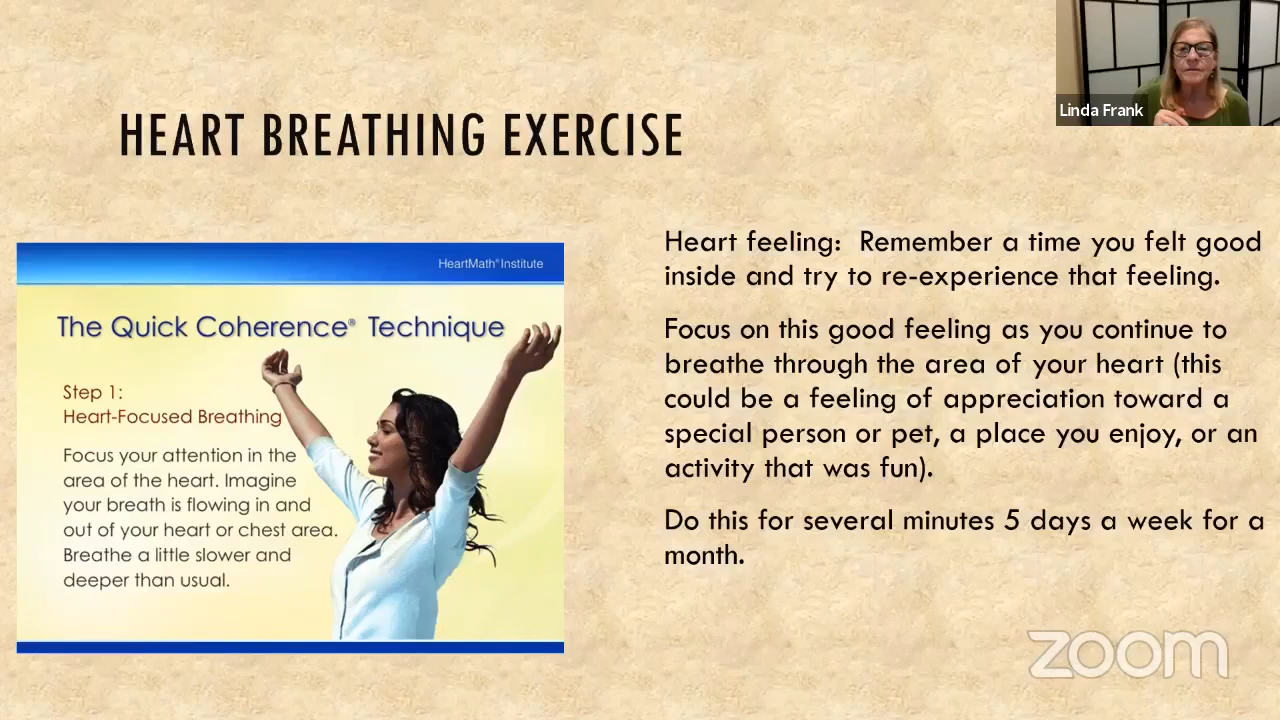 Linda Frank
HEART BREATHING EXERCISE
HeartMath® Institute
The Quick Coherence® Technique
Step 1:
Heart-Focused Breathing
Focus your attention in the
area of the heart. Imagine
your breath is flowing in and
out of your heart or chest area.
Breathe a little slower and
deeper than usual.
Heart feeling: Remember a time you felt good
inside and try to re-experience that feeling.
Focus on this good feeling as you continue to
breathe through the area of your heart (this
could be a feeling of appreciation toward a
special person or pet, a place you enjoy, or an
activity that was fun).
Do this for several minutes 5 days a week for a
month.
zoom